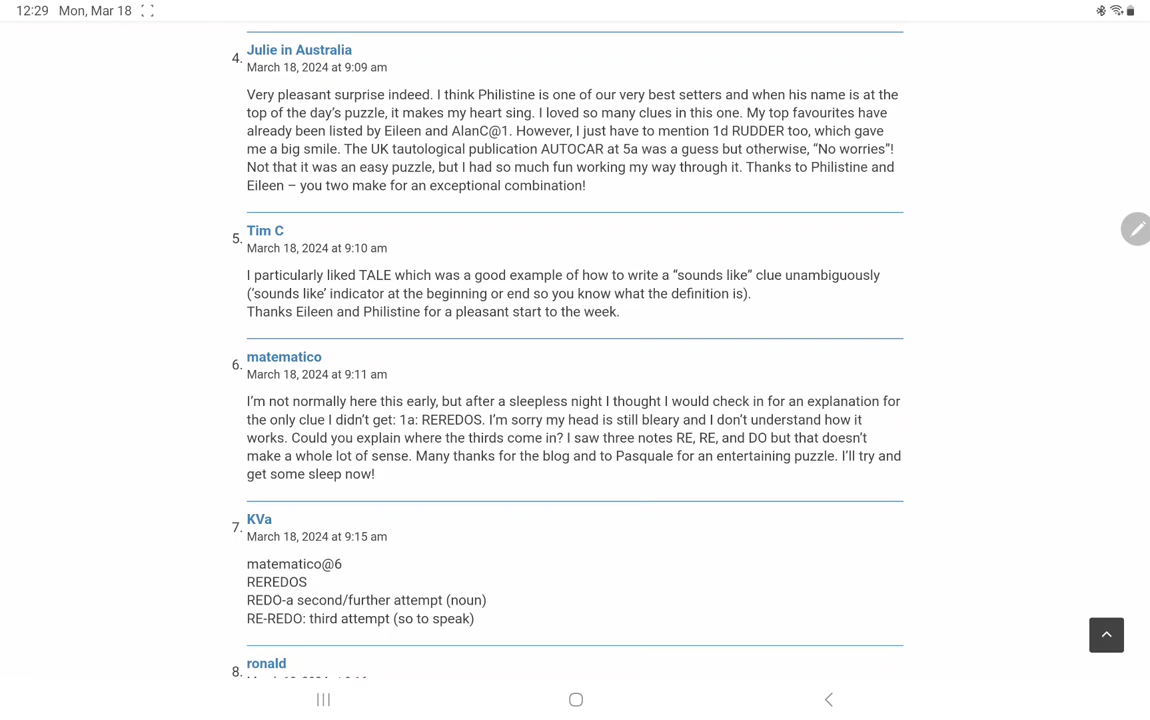 12:29 Mon, Mar 18
4.
Julie in Australia
March 18, 2024 at 9:09 am
Very pleasant surprise indeed. I think Philistine is one of our very best setters and when his name is at the
top of the day's puzzle, it makes my heart sing. I loved so many clues in this one. My top favourites have
already been listed by Eileen and AlanC@1. However, I just have to mention 1d RUDDER too, which gave
me a big smile. The UK tautological publication AUTOCAR at 5a was a guess but otherwise, “No worries”!
Not that it was an easy puzzle, but I had so much fun working my way through it. Thanks to Philistine and
Eileen – you two make for an exceptional combination!
5.
Tim C
March 18, 2024 at 9:10 am
I particularly liked TALE which was a good example of how to write a “sounds like” clue unambiguously
(‘sounds like’ indicator at the beginning or end so you know what the definition is).
Thanks Eileen and Philistine for a pleasant start to the week.
6.
matematico
March 18, 2024 at 9:11 am
I'm not normally here this early, but after a sleepless night I thought I would check in for an explanation for
the only clue I didn't get: 1a: REREDOS. I'm sorry my head is still bleary and I don't understand how it
works. Could you explain where the thirds come in? I saw three notes RE, RE, and DO but that doesn't
make a whole lot of sense. Many thanks for the blog and to Pasquale for an entertaining puzzle. I'll try and
get some sleep now!
7.
KVa
March 18, 2024 at 9:15 am
matematico@6
REREDOS
REDO-a second/further attempt (noun)
RE-REDO: third attempt (so to speak)
8.
ronald